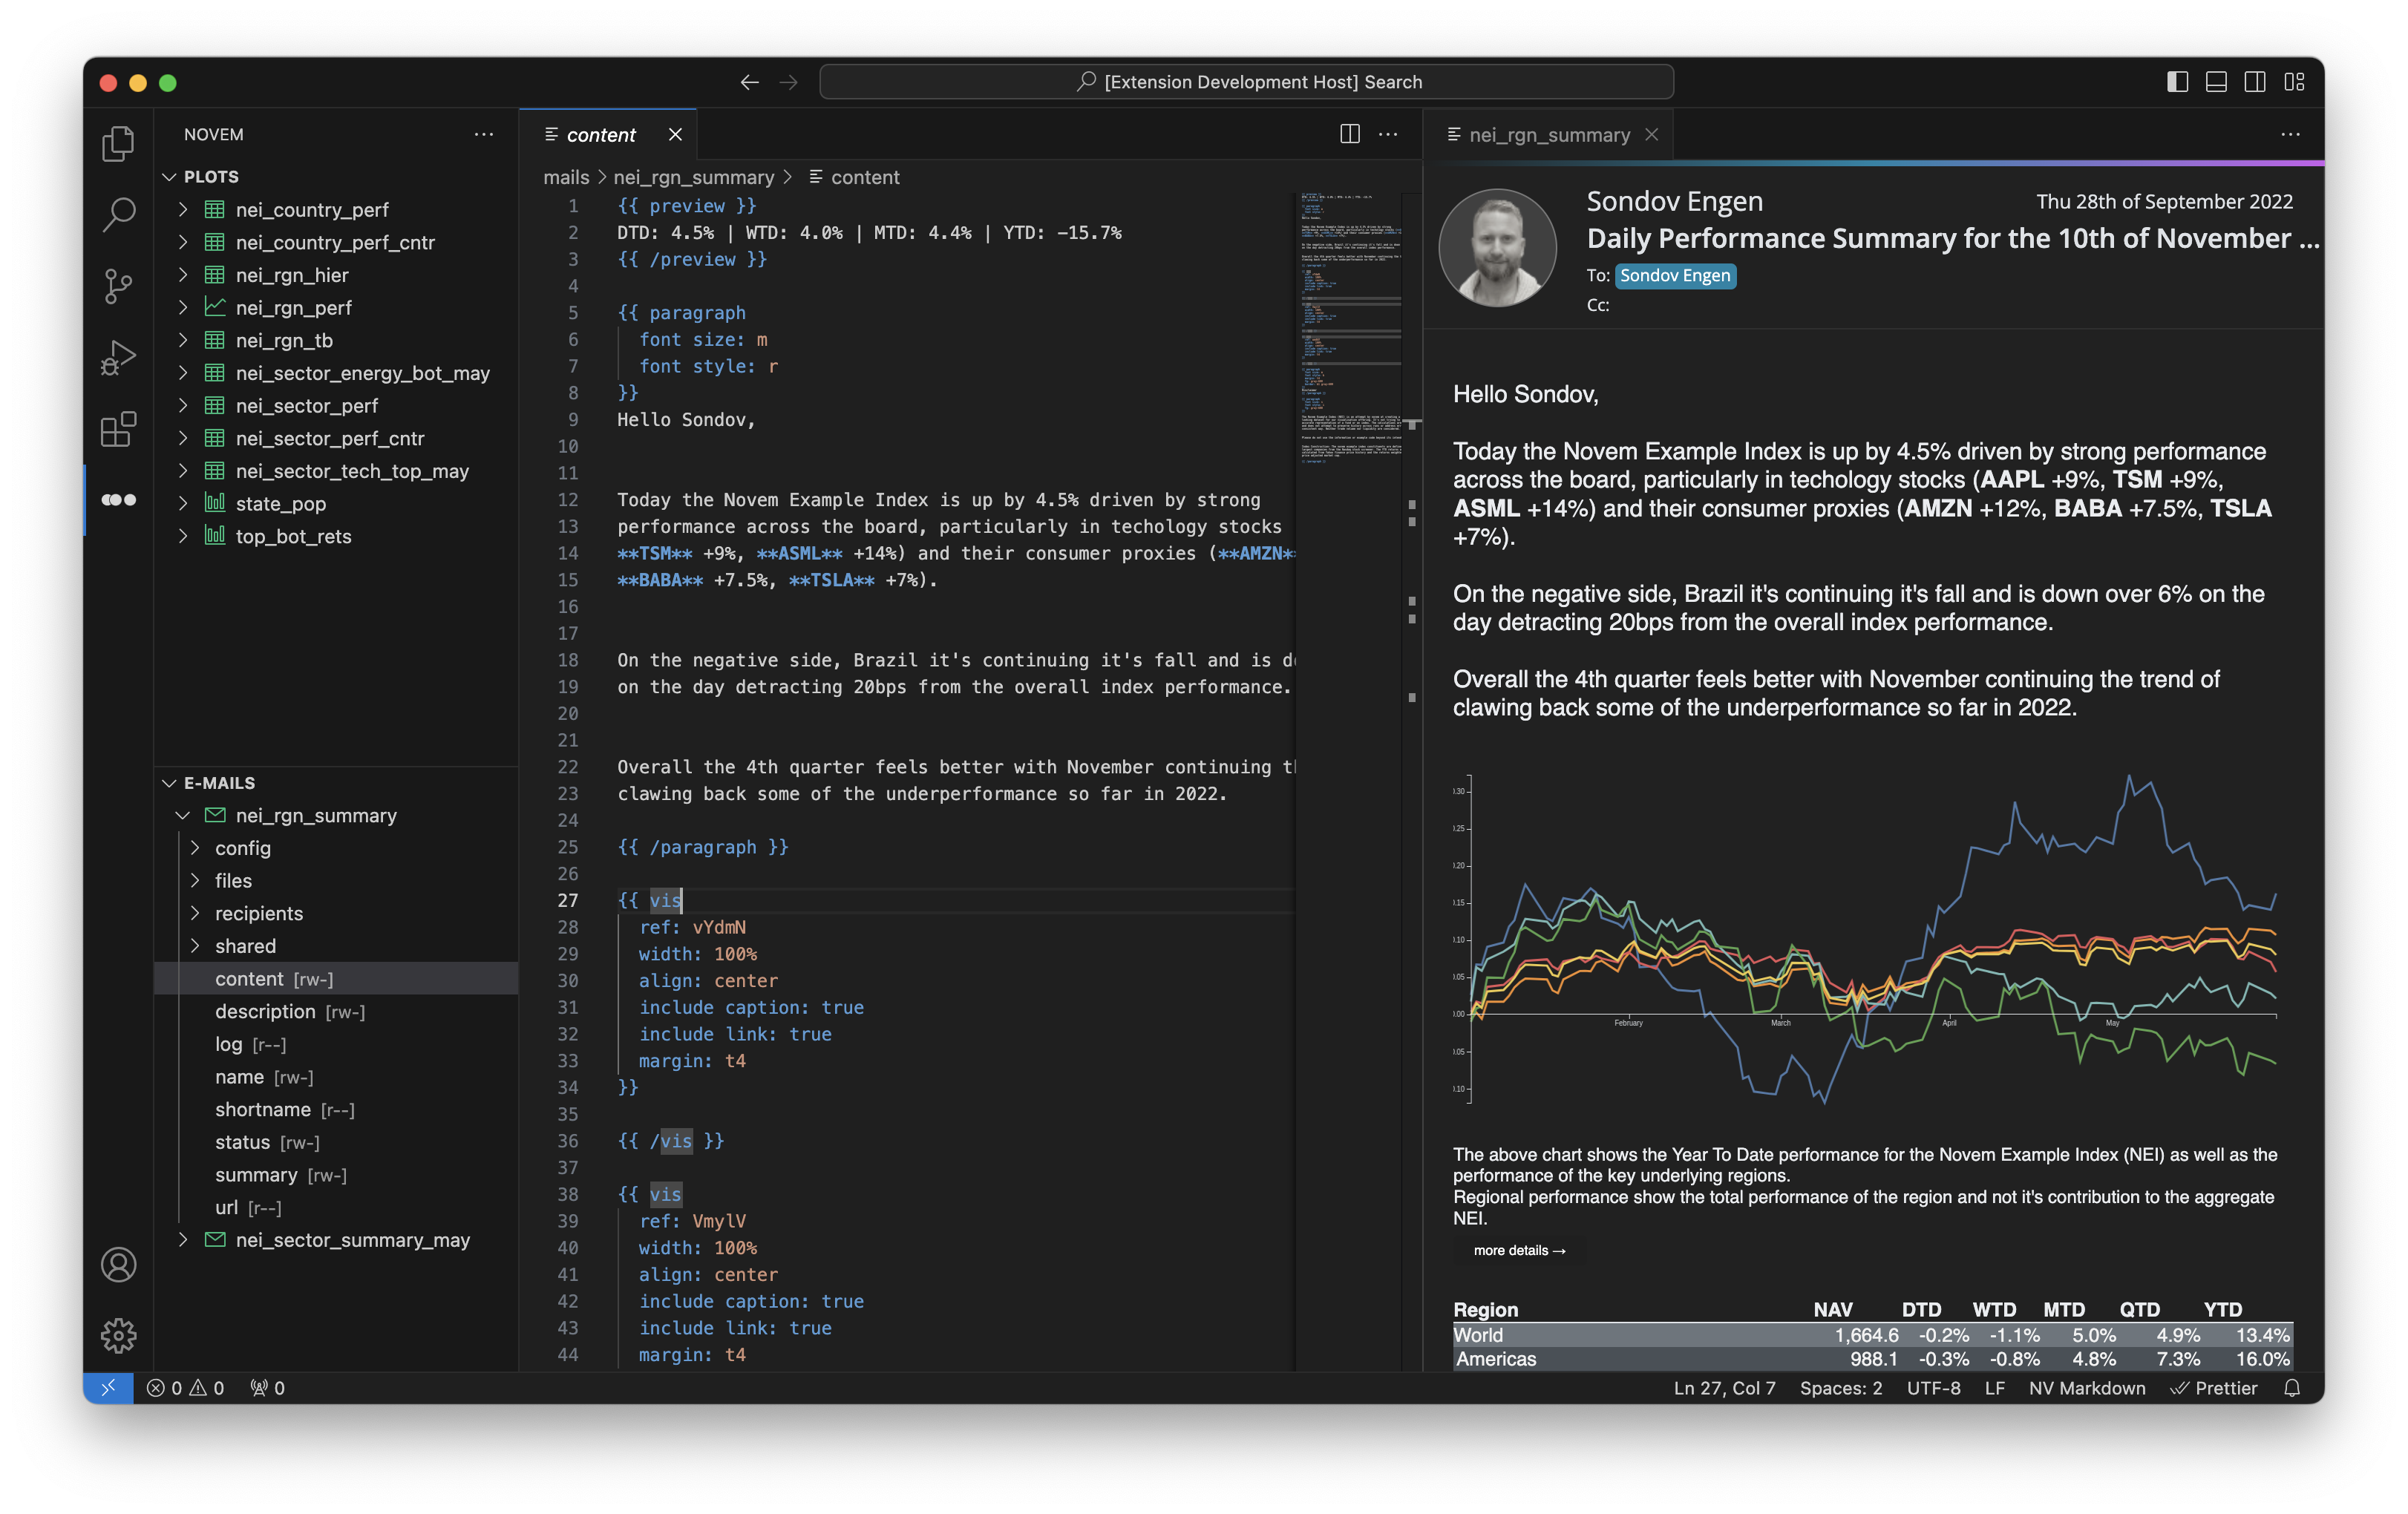 [Extension Development Host] Search
NOVEM
PLOTS
nei_country_perf
nei_country_perf_cntr
nei_rgn_hier
nei_rgn_perf
nei_rgn_tb
nei_sector_energy_bot_may
nei_sector_perf
nei_sector_perf_cntr
nei_sector_tech_top_may
state_pop
top_bot_rets
E-MAILS
nei_rgn_summary
config
files
recipients
shared
content [rw-]
description [rw-]
log [r--]
name [rw-]
shortname [r--]
status [rw-]
summary [rw-]
url [r--]
nei_sector_summary_may
content
mails > nei_rgn_summary > content
1 {{ preview }}
2 DTD: 4.5% | WTD: 4.0% | MTD: 4.4% | YTD: -15.7%
3 {{ /preview }}
4
5 {{ paragraph
6 font size: m
7 font style: r
8 }}
9 Hello Sondov,
10
11
12 Today the Novem Example Index is up by 4.5% driven by strong
13 performance across the board, particularly in techology stocks
14 **TSM** +9%, **ASML** +14%) and their consumer proxies (**AMZN*
15 **BABA** +7.5%, **TSLA** +7%).
16
17
18 On the negative side, Brazil it's continuing it's fall and is d
19 on the day detracting 20bps from the overall index performance.
20
21
22 Overall the 4th quarter feels better with November continuing t
23 clawing back some of the underperformance so far in 2022.
24
25 {{ /paragraph }}
26
27 {{ vis
28 ref: vYdmN
29 width: 100%
30 align: center
31 include caption: true
32 include link: true
33 margin: t4
34 }}
35
36 {{ /vis }}
37
38 {{ vis
39 ref: VmylV
40 width: 100%
41 align: center
42 include caption: true
43 include link: true
44 margin: t4
nei_rgn_summary
Sondov Engen
Thu 28th of September 2022
Daily Performance Summary for the 10th of November ...
To: Sondov Engen
Cc:
Hello Sondov,
Today the Novem Example Index is up by 4.5% driven by strong performance
across the board, particularly in techology stocks (AAPL +9%, TSM +9%,
ASML +14%) and their consumer proxies (AMZN +12%, BABA +7.5%, TSLA
+7%).
On the negative side, Brazil it's continuing it's fall and is down over 6% on the
day detracting 20bps from the overall index performance.
Overall the 4th quarter feels better with November continuing the trend of
clawing back some of the underperformance so far in 2022.
.30
.25
.20
.15
.10
.05
.00
.05
.10
February March April May
The above chart shows the Year To Date performance for the Novem Example Index (NEI) as well as the
performance of the key underlying regions.
Regional performance show the total performance of the region and not it's contribution to the aggregate
NEI.
more details →
Region NAV DTD WTD MTD QTD YTD
World 1,664.6 -0.2% -1.1% 5.0% 4.9% 13.4%
Americas 988.1 -0.3% -0.8% 4.8% 7.3% 16.0%
0 0 0
Ln 27, Col 7 Spaces: 2 UTF-8 LF NV Markdown Prettier